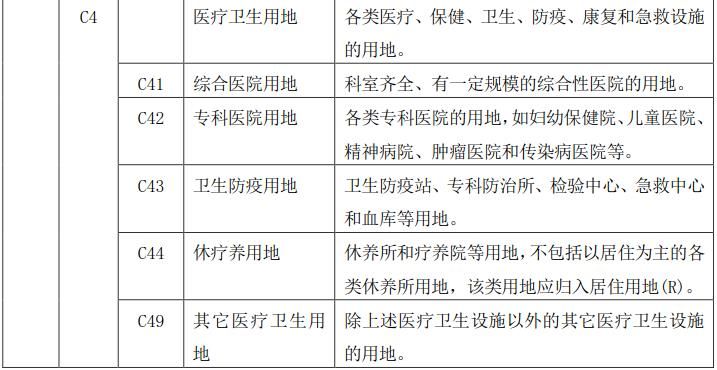 C4 医疗卫生用地 各类医疗、保健、卫生、防疫、康复和急救设施
的用地。
C41 综合医院用地 科室齐全、有一定规模的综合性医院的用地。
C42 专科医院用地 各类专科医院的用地,如妇幼保健院、儿童医院、
精神病院、肿瘤医院和传染病医院等。
C43 卫生防疫用地 卫生防疫站、专科防治所、检验中心、急救中心
和血库等用地。
C44 休疗养用地 休养所和疗养院等用地,不包括以居住为主的各
类休养所用地，该类用地应归入居住用地(R)。
C49 其它医疗卫生用 除上述医疗卫生设施以外的其它医疗卫生设施
地 的用地。